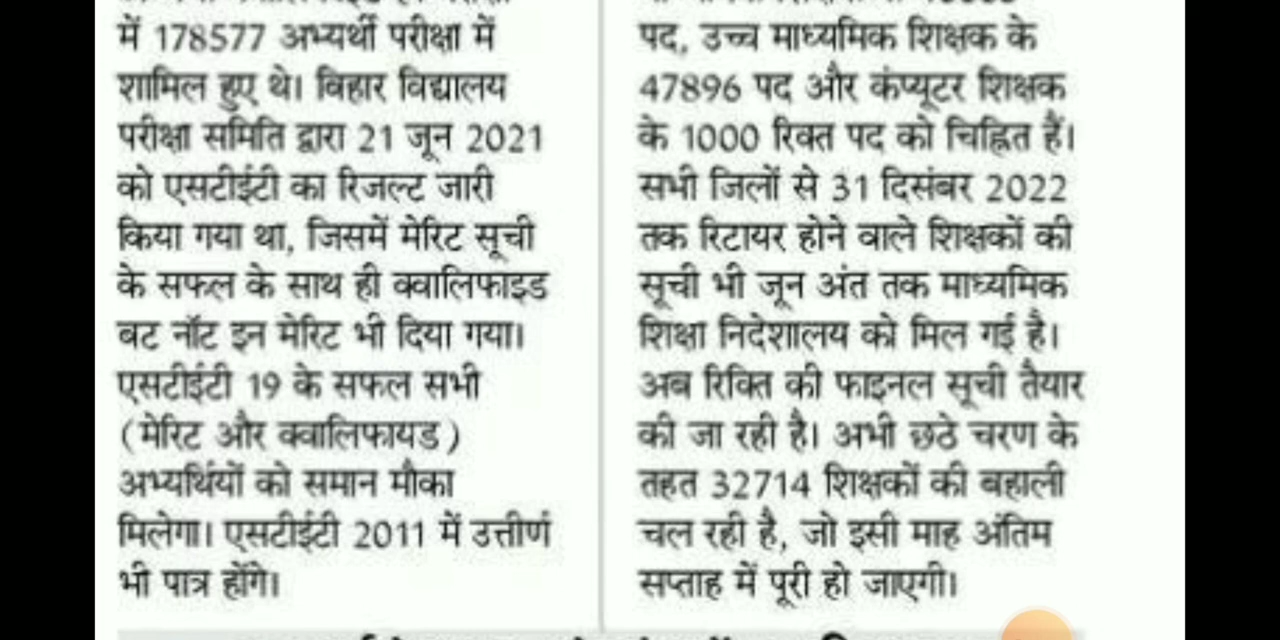 में 178577 अभ्यर्थी परीक्षा में
शामिल हुए थे। बिहार विद्यालय
परीक्षा समिति द्वारा 21 जून 2021
को एसटीईटी का रिजल्ट जारी
किया गया था, जिसमें मेरिट सूची
के सफल के साथ ही क्वालिफाइड
बट नॉट इन मेरिट भी दिया गया।
एसटीईटी 19 के सफल सभी
(मेरिट और क्वालिफायड)
अभ्यर्थियों को समान मौका
मिलेगा। एसटीईटी 2011 में उत्तीर्ण
भी पात्र होंगे।
पद, उच्च माध्यमिक शिक्षक के
47896 पद और कंप्यूटर शिक्षक
के 1000 रिक्त पद को चिह्नित हैं।
सभी जिलों से 31 दिसंबर 2022
तक रिटायर होने वाले शिक्षकों की
सूची भी जून अंत तक माध्यमिक
शिक्षा निदेशालय को मिल गई है।
अब रिक्ति की फाइनल सूची तैयार
की जा रही है। अभी छठे चरण के
तहत 32714 शिक्षकों की बहाली
चल रही है, जो इसी माह अंतिम
सप्ताह में पूरी हो जाएगी।